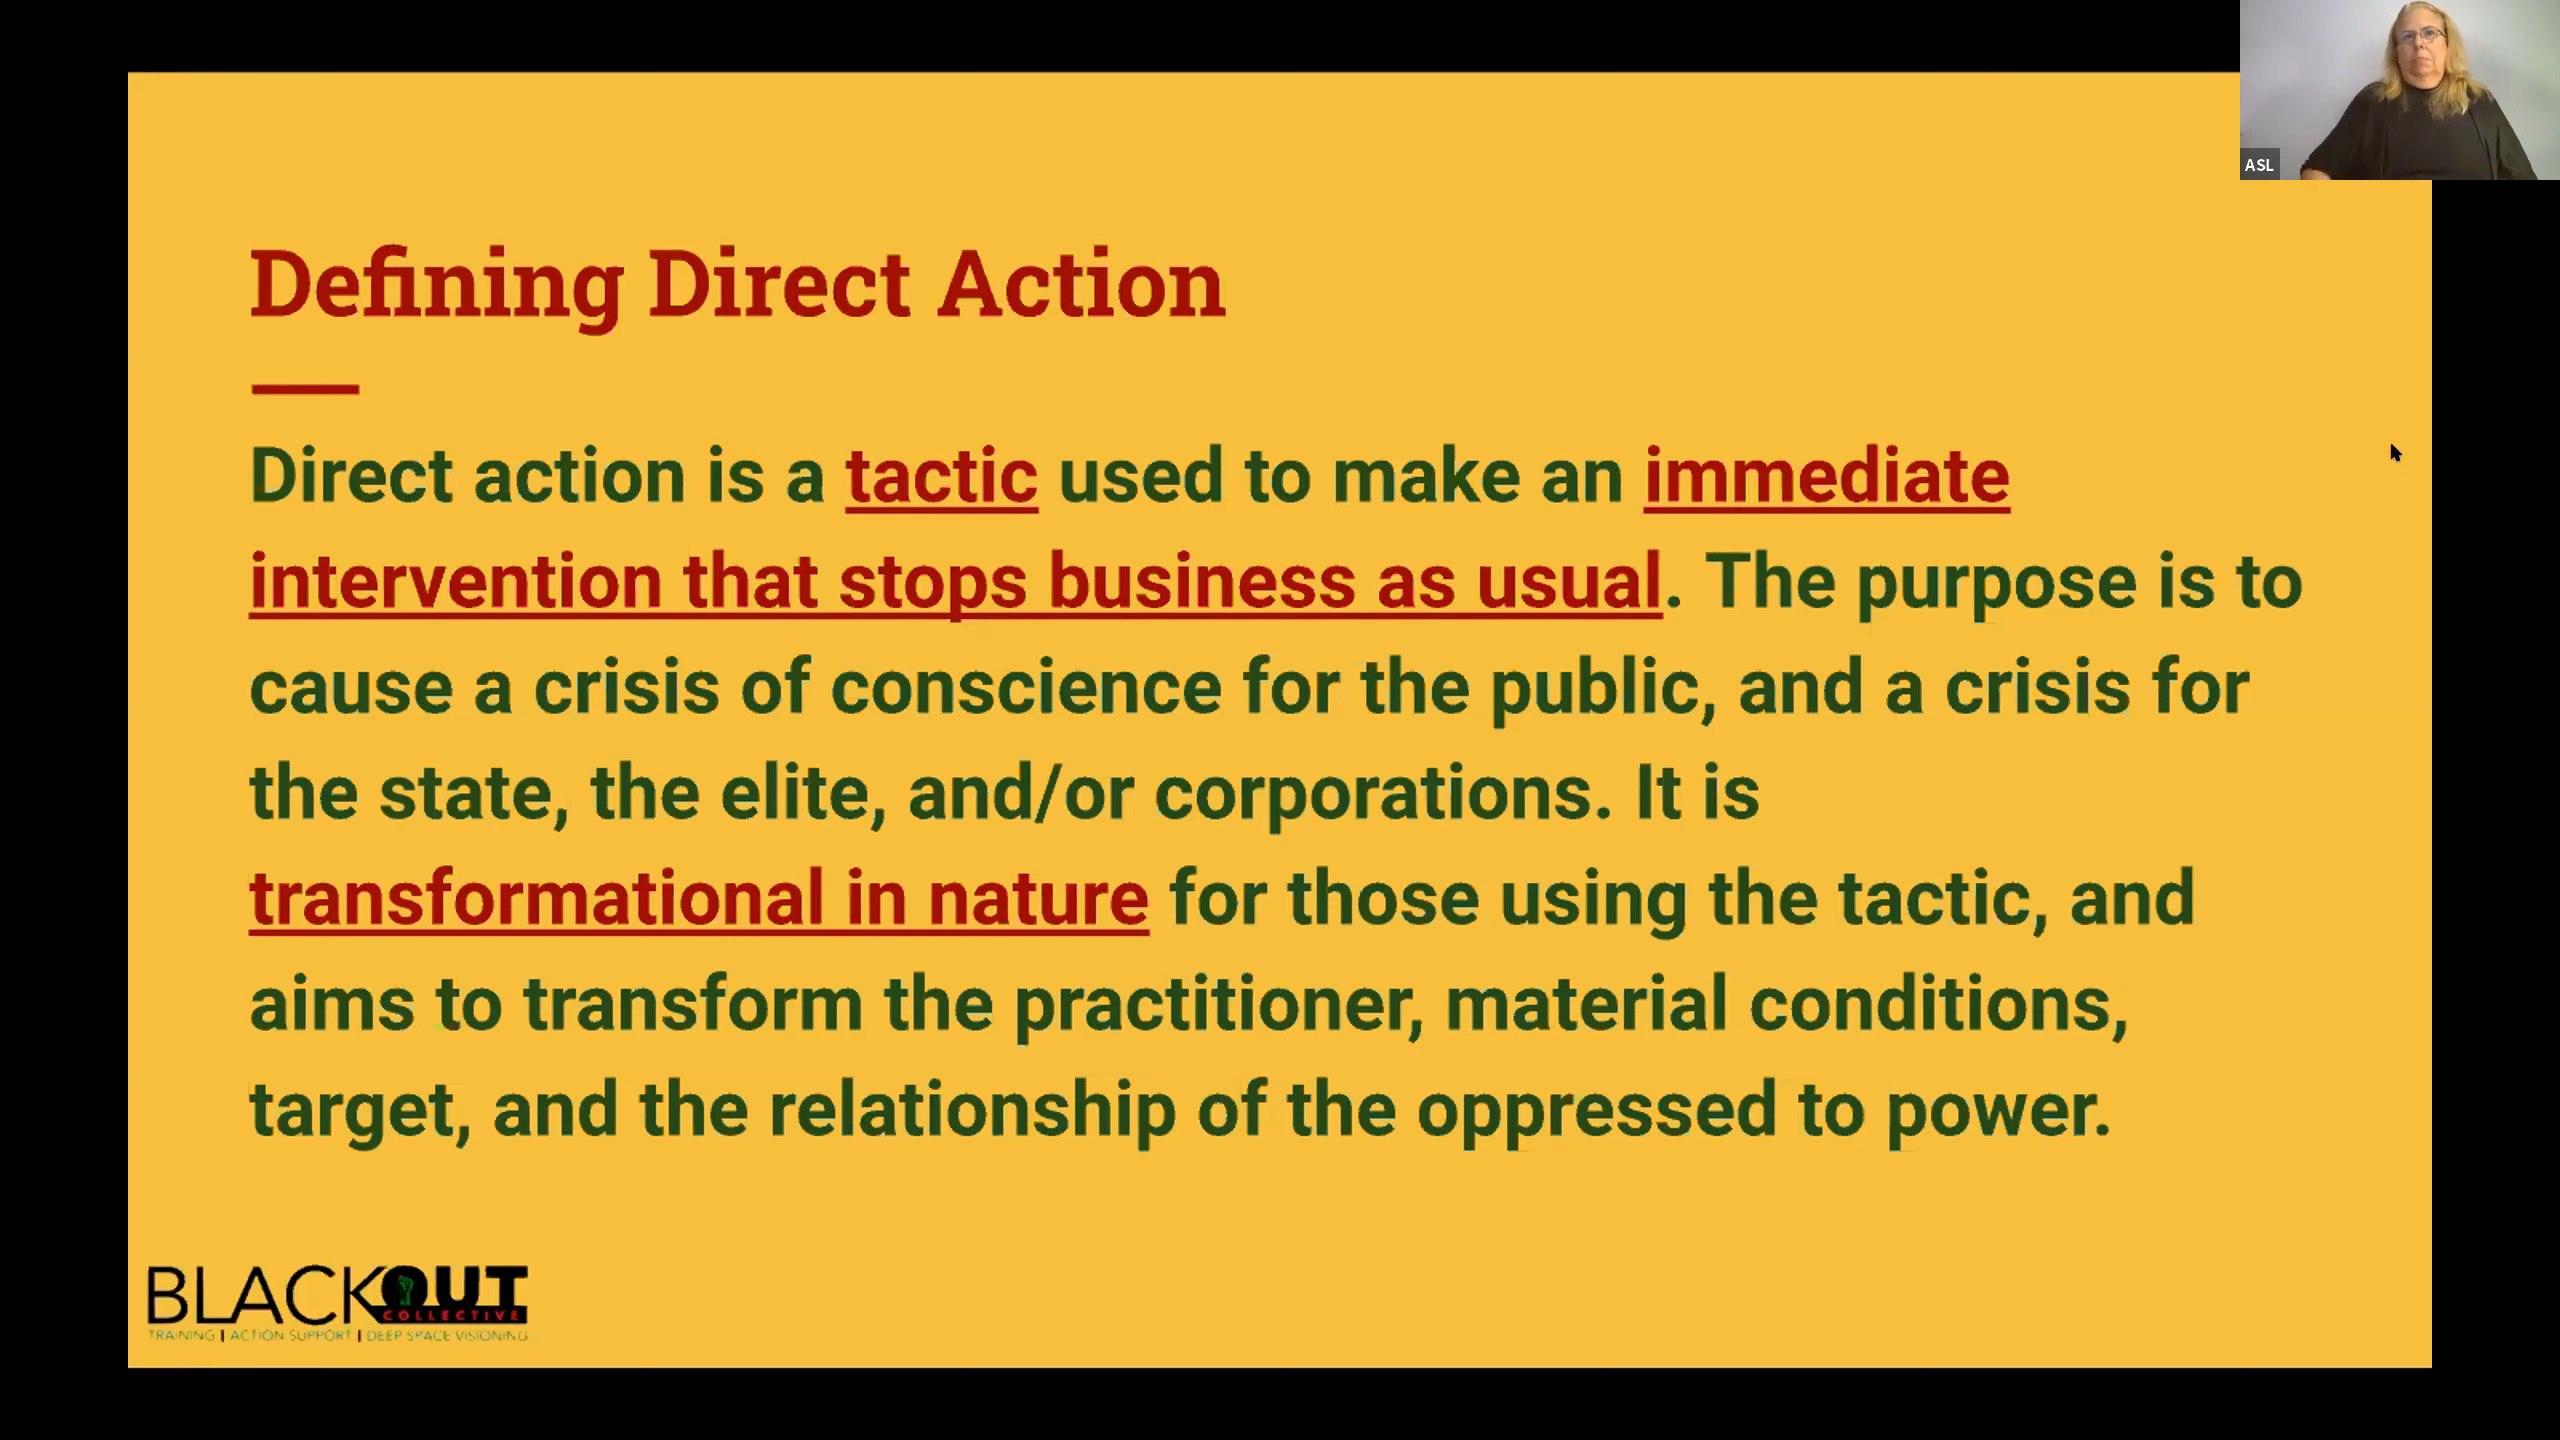 ASL
Defining Direct Action
Direct action is a tactic used to make an immediate
intervention that stops business as usual. The purpose is to
cause a crisis of conscience for the public, and a crisis for
the state, the elite, and/or corporations. It is
transformational in nature for those using the tactic, and
aims to transform the practitioner, material conditions,
target, and the relationship of the oppressed to power.
BLACKOUT
COLLECTIVE
TRAINING | ACTION SUPPORT | DEEP SPACE VISIONING